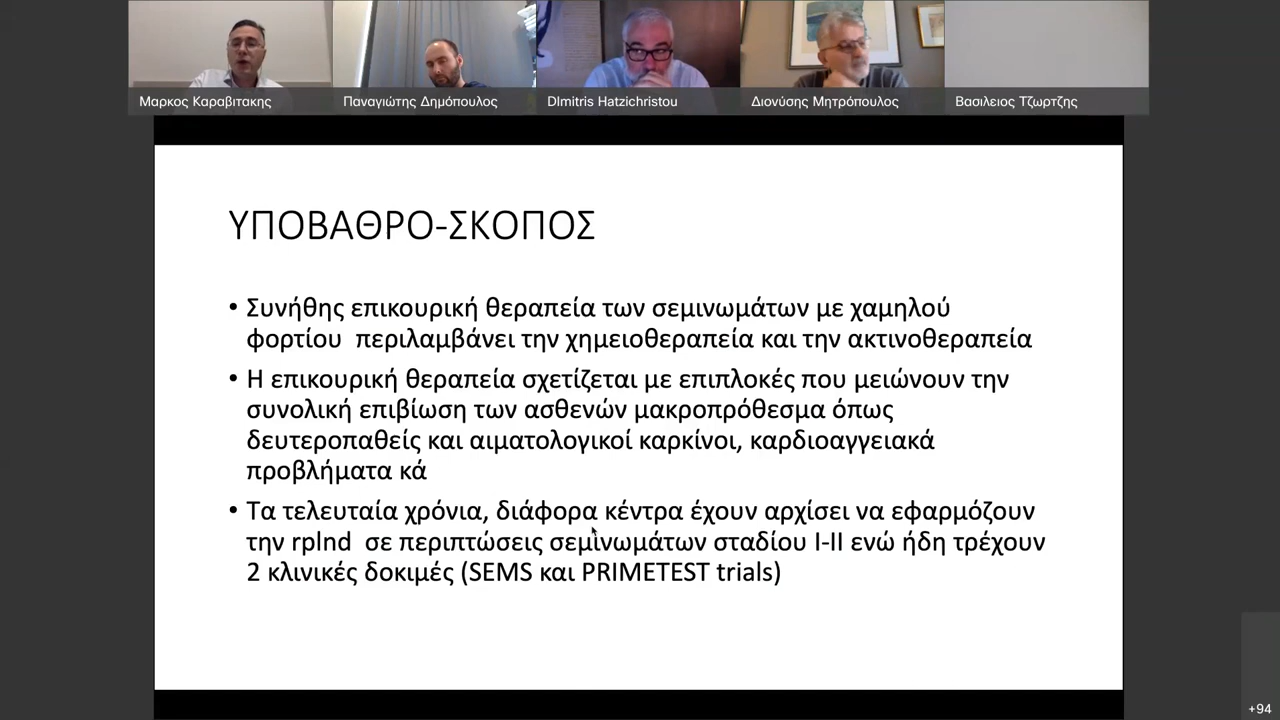 Μαρκος Καραβιτακης
Παναγιώτης Δημόπουλος
DImitris Hatzichristou
Διονύσης Μητρόπουλος
Βασιλειος Τζωρτζης
ΥΠΟΒΑΘΡΟ-ΣΚΟΠΟΣ
• Συνήθης επικουρική θεραπεία των σεμινωμάτων με χαμηλού
φορτίου περιλαμβάνει την χημειοθεραπεία και την ακτινοθεραπεία
• Η επικουρική θεραπεία σχετίζεται με επιπλοκές που μειώνουν την
συνολική επιβίωση των ασθενών μακροπρόθεσμα όπως
δευτεροπαθείς και αιματολογικοί καρκίνοι, καρδιοαγγειακά
προβλήματα κά
• Τα τελευταία χρόνια, διάφορα κέντρα έχουν αρχίσει να εφαρμόζουν
την rplnd σε περιπτώσεις σεμινωμάτων σταδίου I-II ενώ ήδη τρέχουν
2 κλινικές δοκιμές (SEMS και PRIMETEST trials)
+94